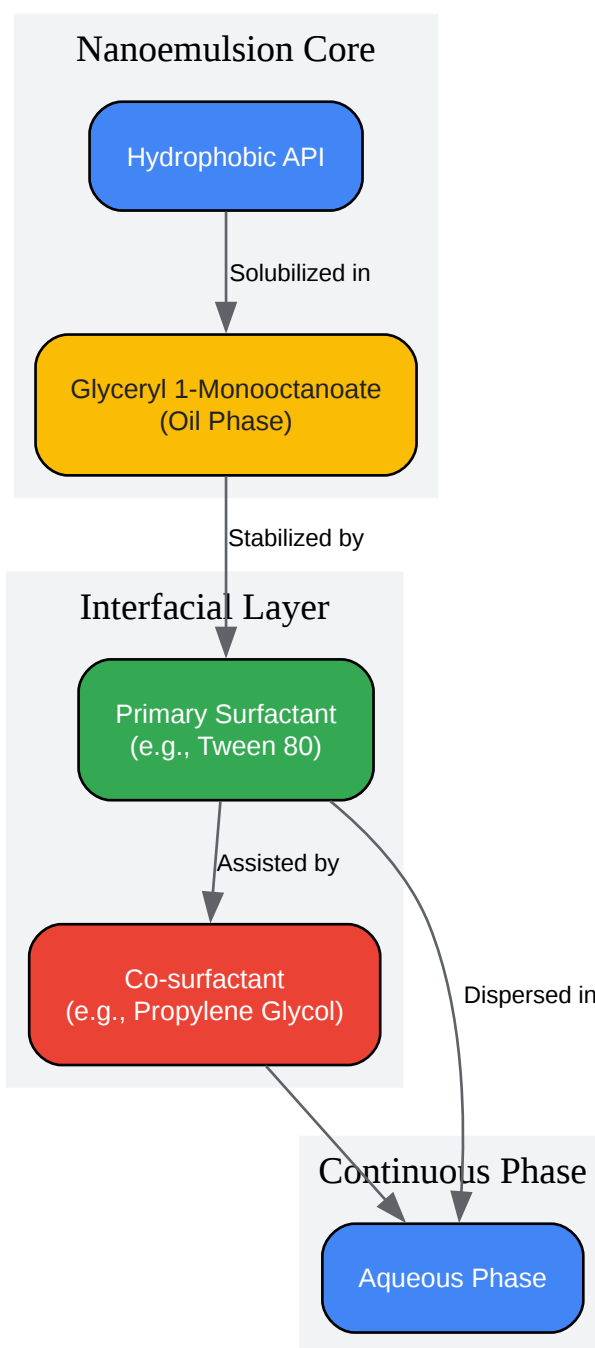 Nanoemulsion Core
Hydrophobic API
Solubilized in
Glyceryl 1-Monooctanoate
(Oil Phase)
Stabilized by
Interfacial Layer
Primary Surfactant
(e.g., Tween 80)
Assisted by
Co-surfactant
(e.g., Propylene Glycol)
Dispersed in
Continuous Phase
Aqueous Phase